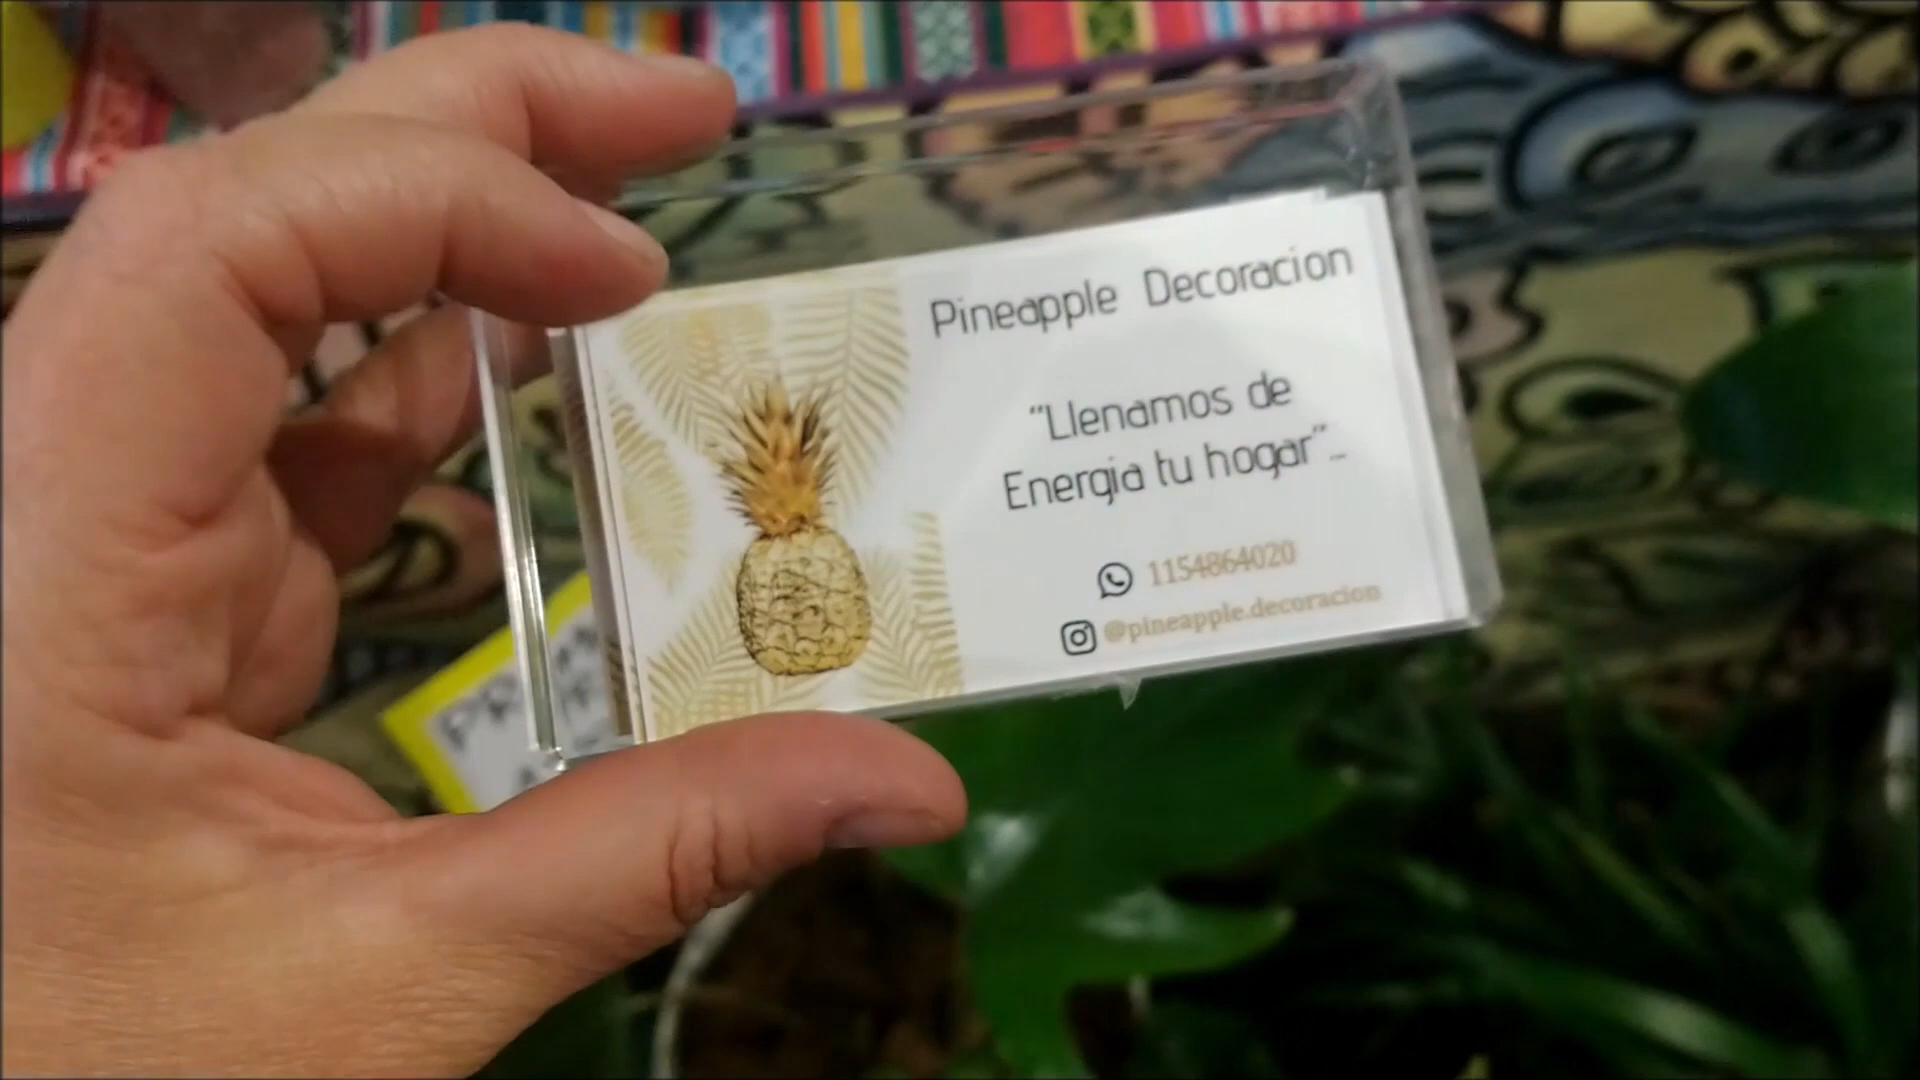 Pineapple Decoracion
“Llenamos de
Energia tu hogar”...
1154864020
@pineapple.decoracion